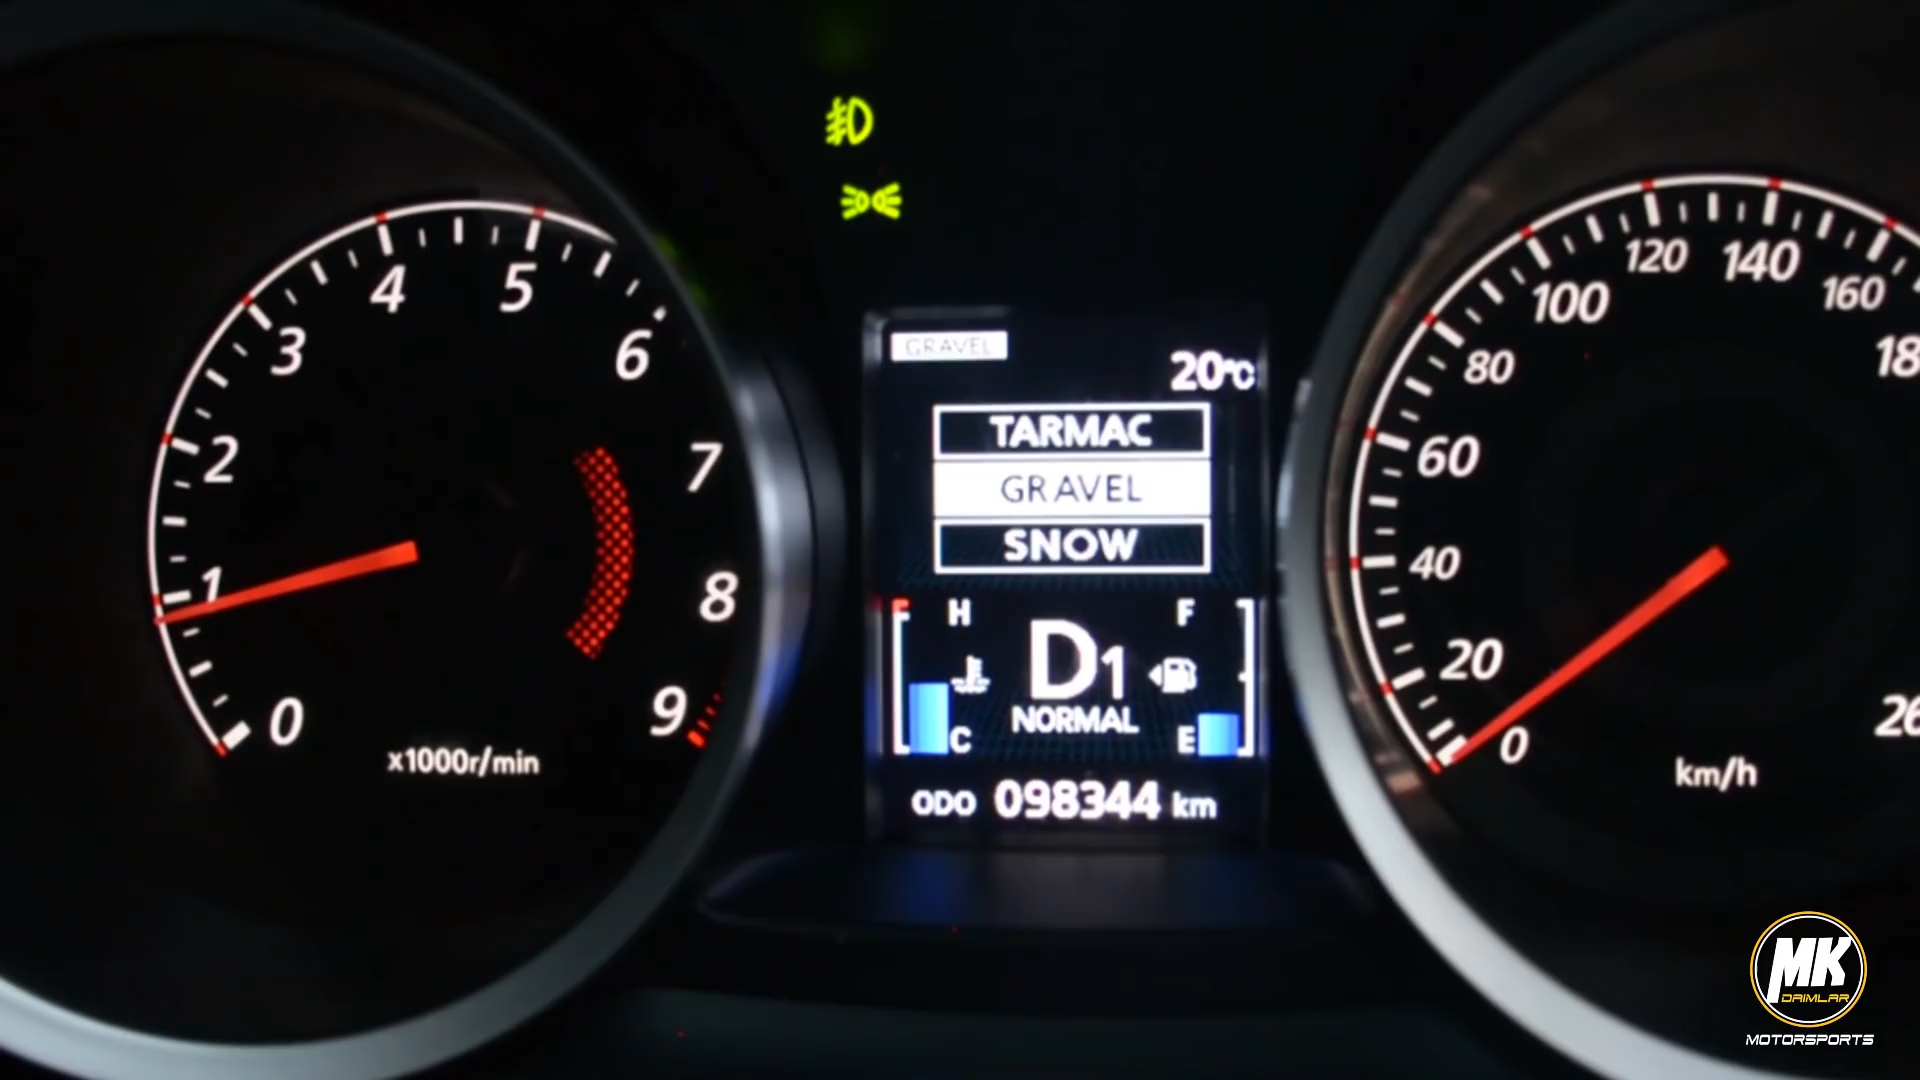 0
1
2
3
4
5
6
7
8
9
x1000r/min
GRAVEL
20°C
TARMAC
GRAVEL
SNOW
H
F
D1
NORMAL
C
E
ODO 098344 km
0
20
40
60
80
100
120
140
160
km/h
MK
DAIMLAR
MOTORSPORTS